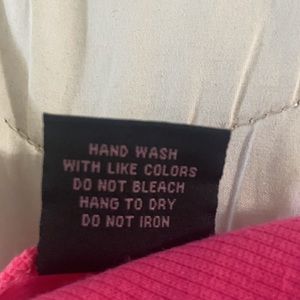 HAND WASH
WITH LIKE COLORS
DO NOT BLEACH
HANG TO DRY
DO NOT IRON